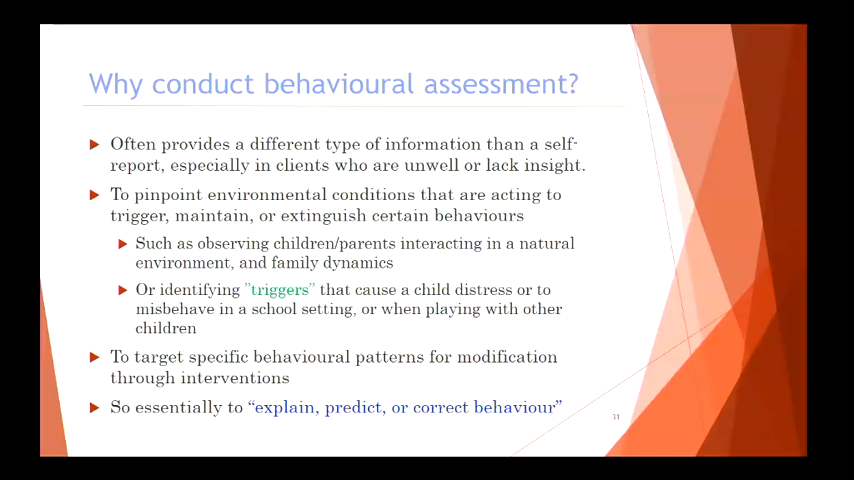 Why conduct behavioural assessment?
Often provides a different type of information than a self-
report, especially in clients who are unwell or lack insight.
To pinpoint environmental conditions that are acting to
trigger, maintain, or extinguish certain behaviours
Such as observing children/parents interacting in a natural
environment, and family dynamics
Or identifying "triggers" that cause a child distress or to
misbehave in a school setting, or when playing with other
children
To target specific behavioural patterns for modification
through interventions
So essentially to “explain, predict, or correct behaviour”
11